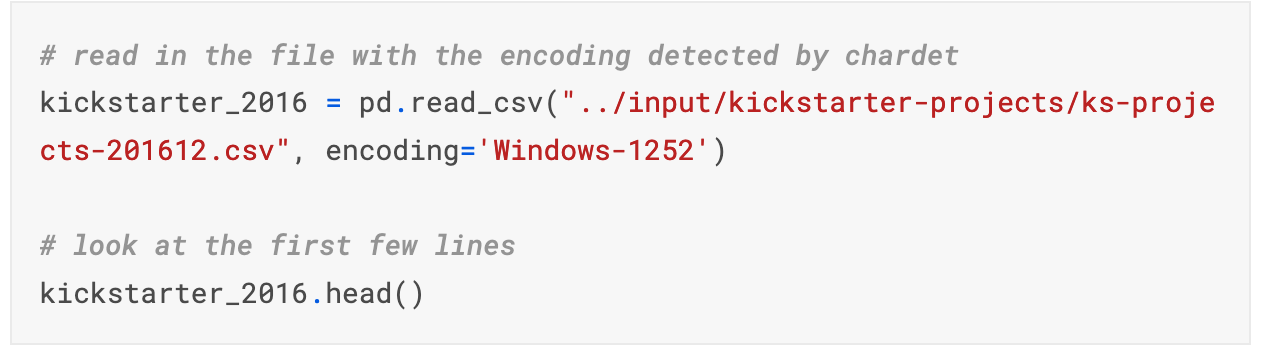 # read in the file with the encoding detected by chardet
kickstarter_2016 = pd.read_csv("../input/kickstarter-projects/ks-proje
cts-201612.csv", encoding='Windows-1252')
# look at the first few lines
kickstarter_2016.head()